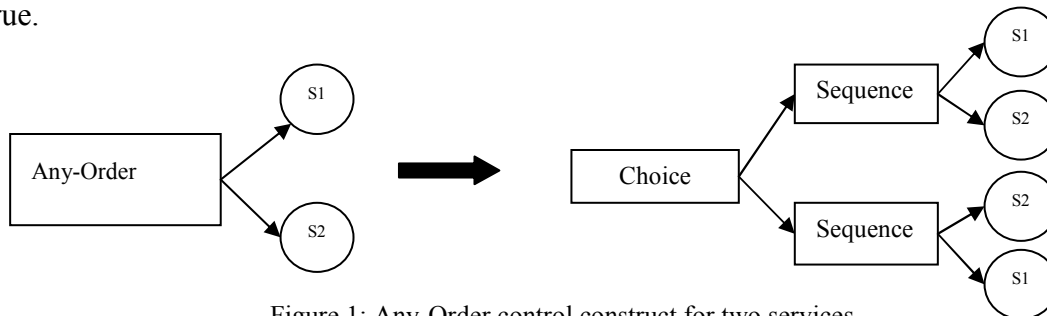 S1
S1
Sequence
S2
Any-Order
Choice
S2
S2
Sequence
S1
Figure 1: Any-Order control construct for two services